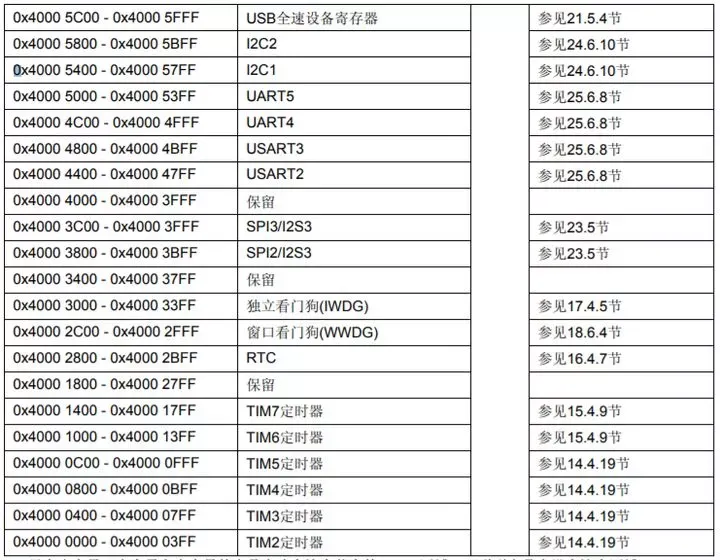 0x4000 5C00 - 0x4000 5FFF USB全速设备寄存器 参见21.5.4节
0x4000 5800 - 0x4000 5BFF I2C2 参见24.6.10节
0x4000 5400 - 0x4000 57FF I2C1 参见24.6.10节
0x4000 5000 - 0x4000 53FF UART5 参见25.6.8节
0x4000 4C00 - 0x4000 4FFF UART4 参见25.6.8节
0x4000 4800 - 0x4000 4BFF USART3 参见25.6.8节
0x4000 4400 - 0x4000 47FF USART2 参见25.6.8节
0x4000 4000 - 0x4000 3FFF 保留
0x4000 3C00 - 0x4000 3FFF SPI3/I2S3 参见23.5节
0x4000 3800 - 0x4000 3BFF SPI2/I2S3 参见23.5节
0x4000 3400 - 0x4000 37FF 保留
0x4000 3000 - 0x4000 33FF 独立看门狗(IWDG) 参见17.4.5节
0x4000 2C00 - 0x4000 2FFF 窗口看门狗(WWDG) 参见18.6.4节
0x4000 2800 - 0x4000 2BFF RTC 参见16.4.7节
0x4000 1800 - 0x4000 27FF 保留
0x4000 1400 - 0x4000 17FF TIM7定时器 参见15.4.9节
0x4000 1000 - 0x4000 13FF TIM6定时器 参见15.4.9节
0x4000 0C00 - 0x4000 0FFF TIM5定时器 参见14.4.19节
0x4000 0800 - 0x4000 0BFF TIM4定时器 参见14.4.19节
0x4000 0400 - 0x4000 07FF TIM3定时器 参见14.4.19节
0x4000 0000 - 0x4000 03FF TIM2定时器 参见14.4.19节